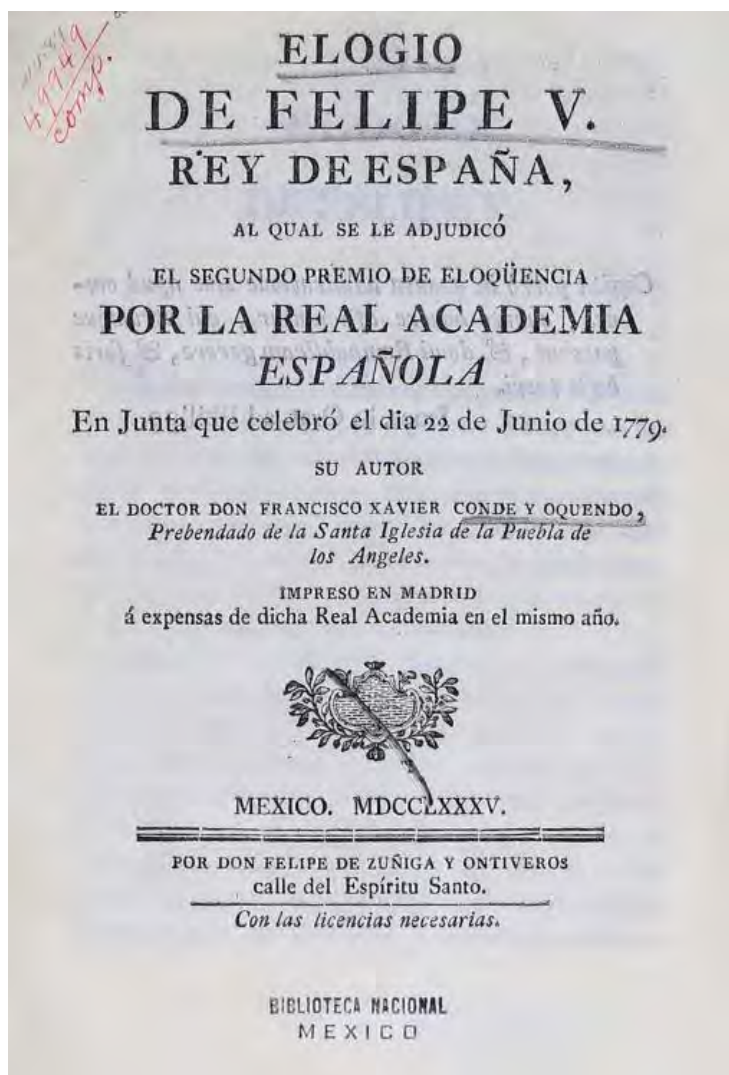 49949
comp.
ELOGIO
DE FELIPE V.
REY DE ESPAÑA,
AL QUAL SE LE ADJUDICÓ
EL SEGUNDO PREMIO DE ELOQÜENCIA
POR LA REAL ACADEMIA
ESPAÑOLA
En Junta que celebró el dia 22 de Junio de 1779.
SU AUTOR
EL DOCTOR DON FRANCISCO XAVIER CONDE Y OQUENDO,
Prebendado de la Santa Iglesia de la Puebla de
los Angeles.
IMPRESO EN MADRID
á expensas de dicha Real Academia en el mismo año.
MEXICO. MDCCLXXXV.
POR DON FELIPE DE ZUÑIGA Y ONTIVEROS
calle del Espíritu Santo.
Con las licencias necesarias.
BIBLIOTECA NACIONAL
MEXICO